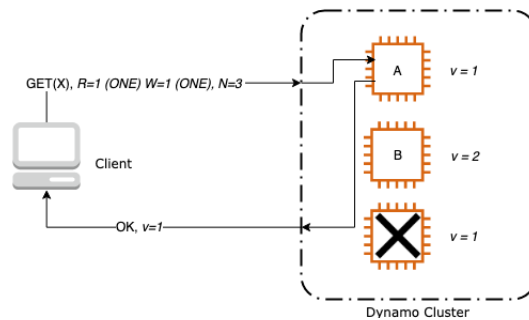 GET(X), R=1 (ONE) W=1 (ONE), N=3
A
v = 1
Client
B
v = 2
OK, v=1
v = 1
Dynamo Cluster